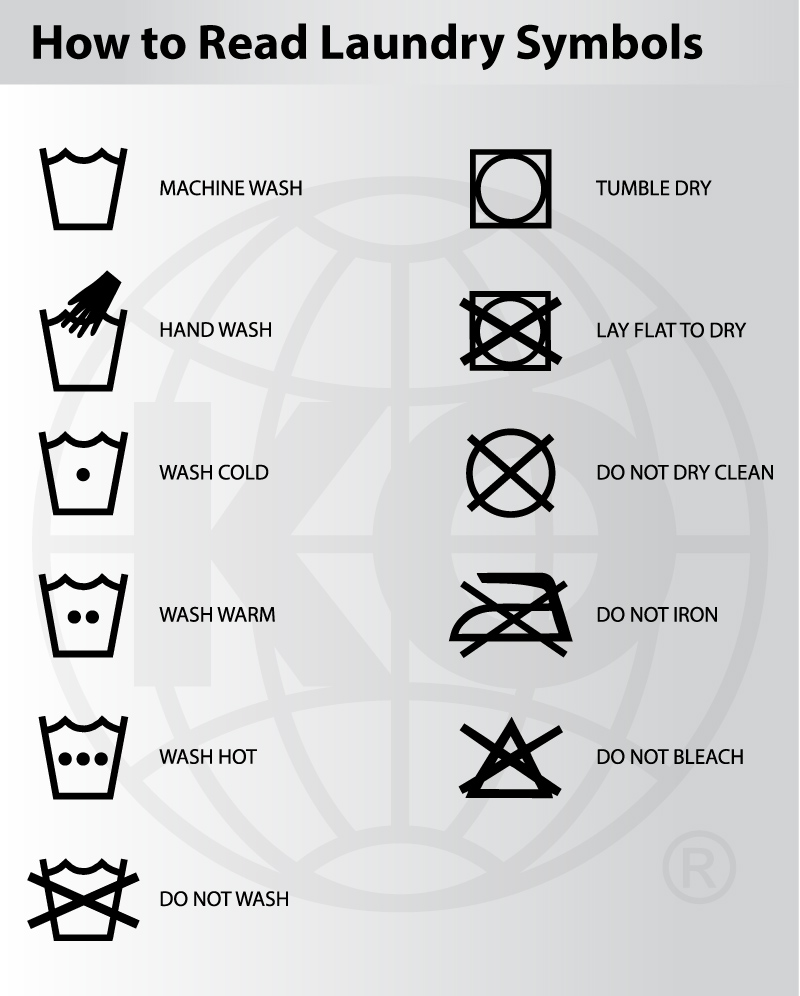 How to Read Laundry Symbols
MACHINE WASH
HAND WASH
WASH COLD
WASH WARM
WASH HOT
DO NOT WASH
TUMBLE DRY
LAY FLAT TO DRY
DO NOT DRY CLEAN
DO NOT IRON
DO NOT BLEACH
KO
®